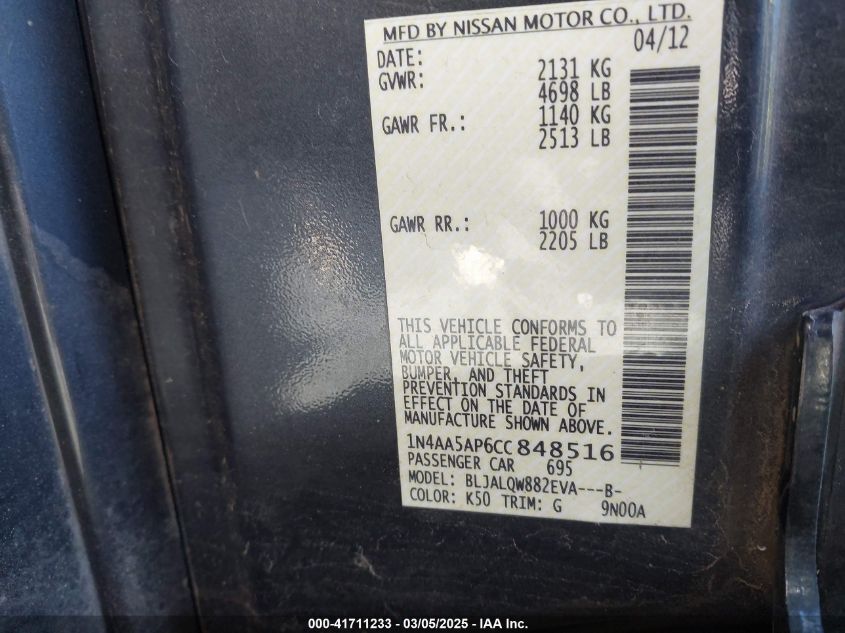 MFD BY NISSAN MOTOR CO., LTD.
DATE: 04/12
GVWR: 2131 KG
4698 LB
GAWR FR.: 1140 KG
2513 LB
GAWR RR.: 1000 KG
2205 LB
THIS VEHICLE CONFORMS TO
ALL APPLICABLE FEDERAL
MOTOR VEHICLE SAFETY,
BUMPER, AND THEFT
PREVENTION STANDARDS IN
EFFECT ON THE DATE OF
MANUFACTURE SHOWN ABOVE.
1N4AA5AP6CC848516
PASSENGER CAR 695
MODEL: BLJALQW882EVA---B-
COLOR: K50 TRIM: G 9N00A
000-41711233 - 03/05/2025 - IAA Inc.